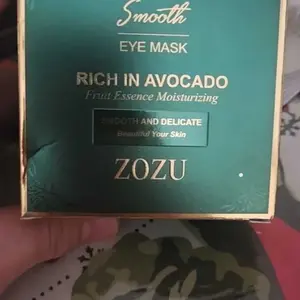 Smooth
EYE MASK
RICH IN AVOCADO
Fruit Essence Moisturizing
SMOOTH AND DELICATE
Beautiful Your Skin
ZOZU